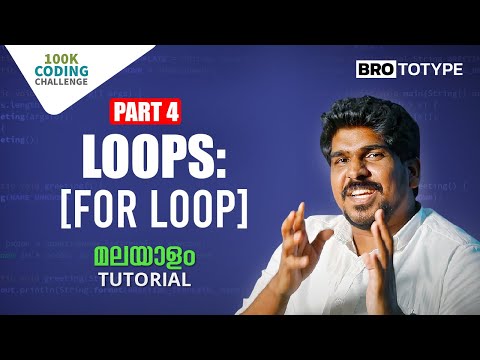 100K
CODING
CHALLENGE
BROTOTYPE
PART 4
LOOPS:
[FOR LOOP]
മലയാളം
TUTORIAL